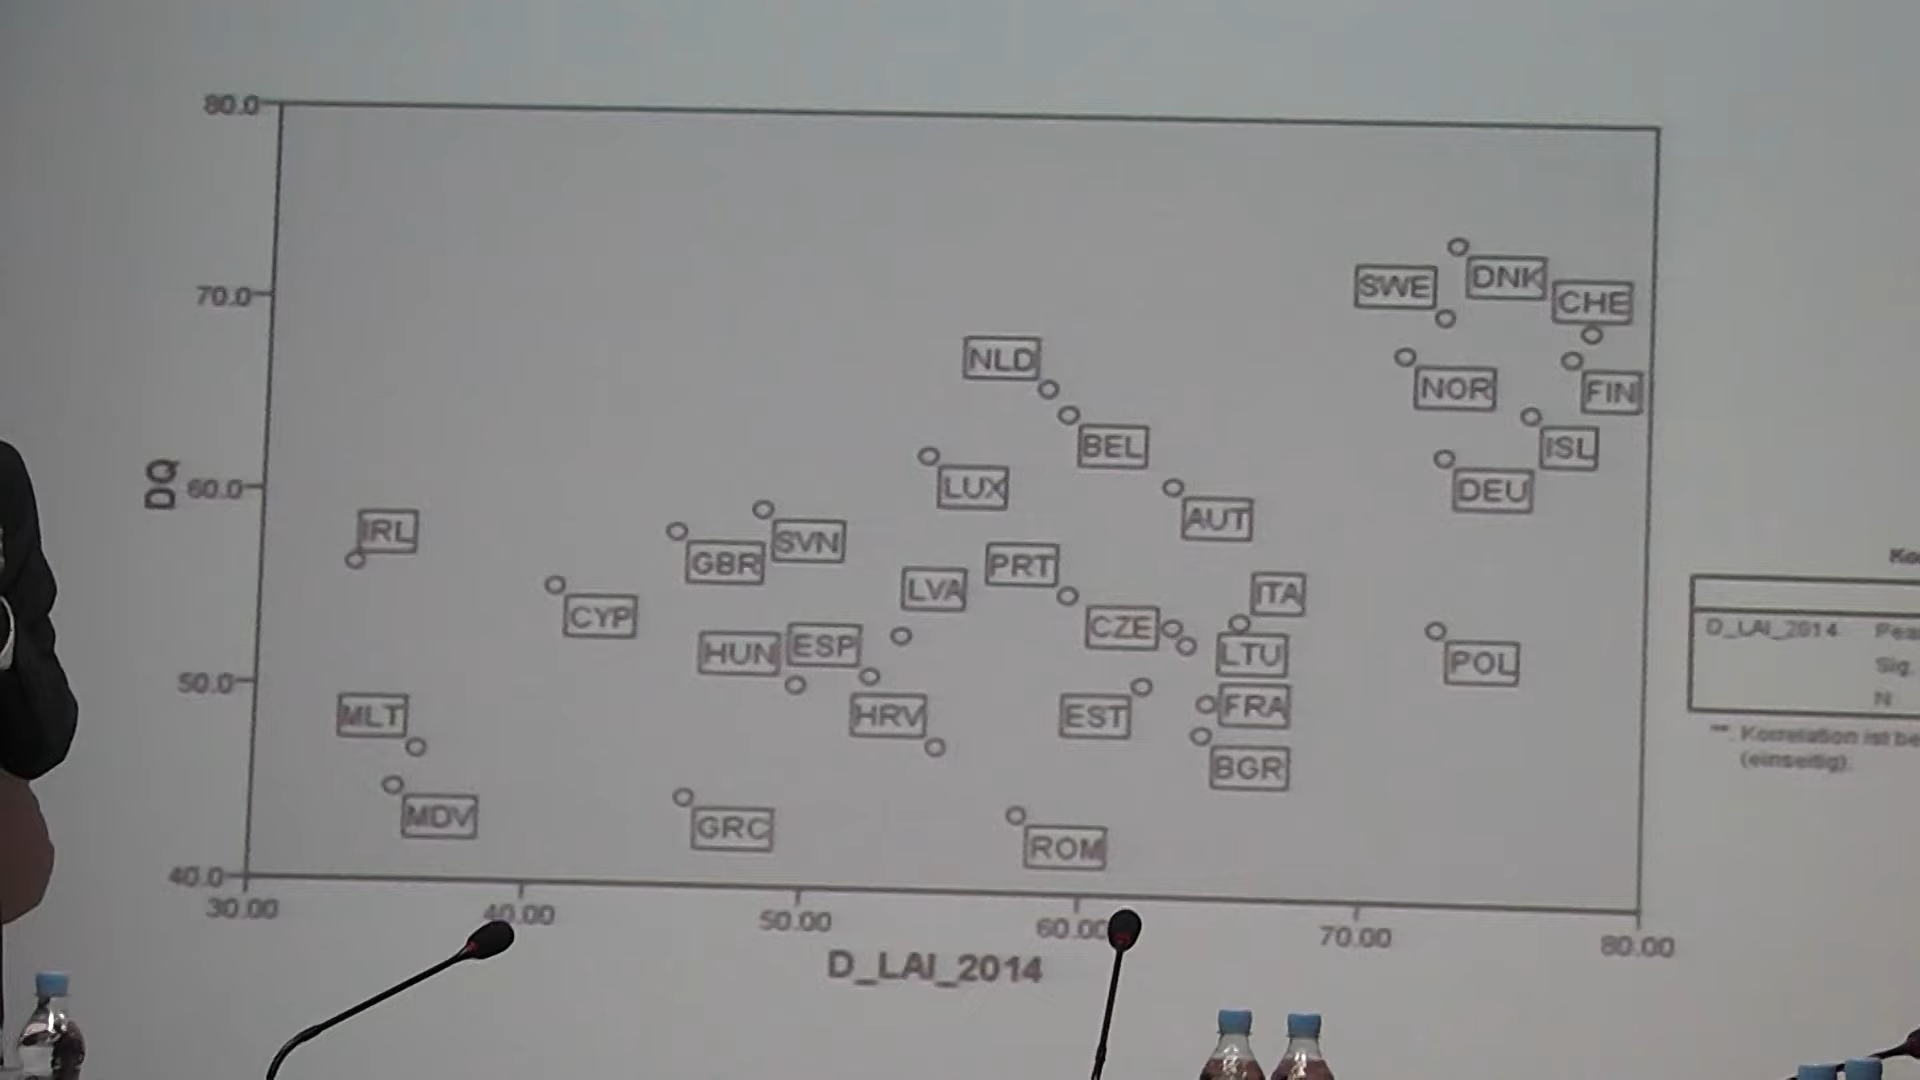 80.0
DNK
SWE
CHE
70.0
NLD
NOR
FIN
BEL
ISL
DQ
60.0
LUX
DEU
AUT
IRL
SVN
GBR
PRT
LVA
ITA
CYP
CZE
HUN
ESP
LTU
POL
50.0
MLT
HRV
EST
FRA
BGR
MDV
GRC
ROM
40.0
30.00
40.00
50.00
60.00
70.00
80.00
D_LAI_2014
D_LAI_2014
Sig.
N
**. Korrelation ist
(einseitig).